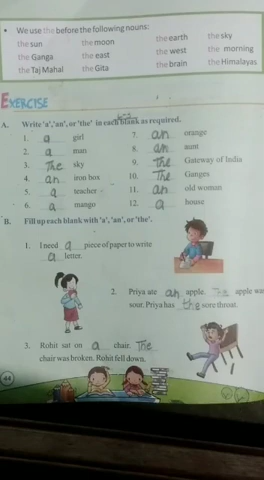 • We use the before the following nouns:
the sun the moon the earth the sky
the Ganga the east the west the morning
the Taj Mahal the Gita the brain the Himalayas
EXERCISE
A. Write 'a','an', or 'the' in each blank as required.
1. a girl
2. a man
3. The sky
4. an iron box
5. a teacher
6. a mango
7. an orange
8. an aunt
9. The Gateway of India
10. The Ganges
11. an old woman
12. a house
B. Fill up each blank with 'a', 'an', or 'the'.
1. I need a piece of paper to write
a letter.
2. Priya ate an apple. The apple was
sour. Priya has the sore throat.
3. Rohit sat on a chair. The
chair was broken. Rohit fell down.
44